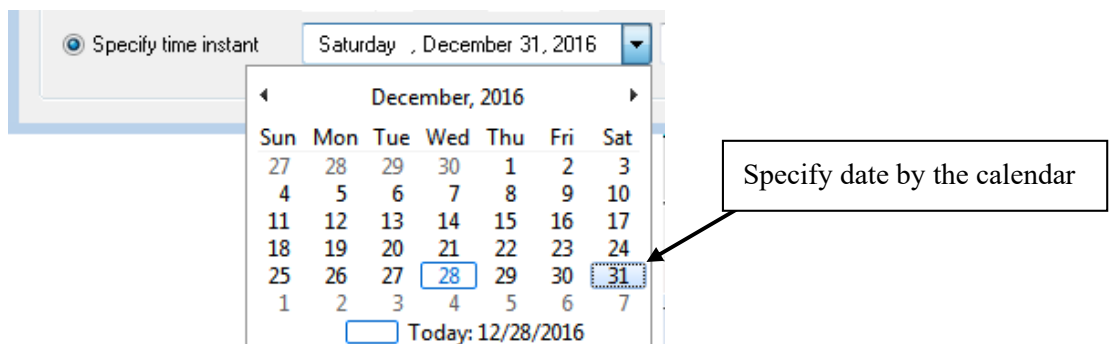 Specify time instant Saturday , December 31, 2016
December, 2016
Sun Mon Tue Wed Thu Fri Sat
27 28 29 30 1 2 3
4 5 6 7 8 9 10
11 12 13 14 15 16 17
18 19 20 21 22 23 24
25 26 27 28 29 30 31
1 2 3 4 5 6 7
Today: 12/28/2016
Specify date by the calendar